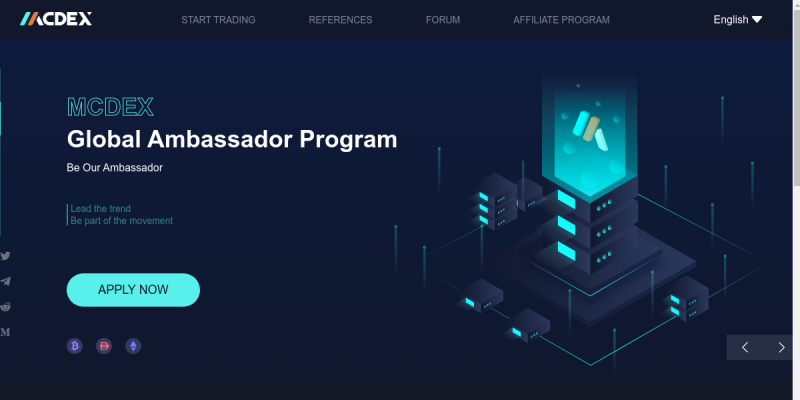 MCDEX
START TRADING
REFERENCES
FORUM
AFFILIATE PROGRAM
English
MCDEX
Global Ambassador Program
Be Our Ambassador
Lead the trend
Be part of the movement
APPLY NOW